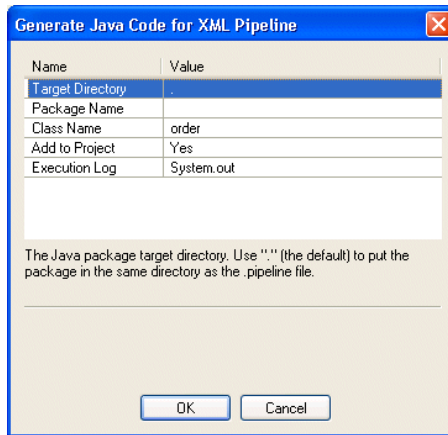 Generate Java Code for XML Pipeline
Name Value
Target Directory .
Package Name
Class Name order
Add to Project Yes
Execution Log System.out
The Java package target directory. Use "." (the default) to put the
package in the same directory as the .pipeline file.
OK Cancel